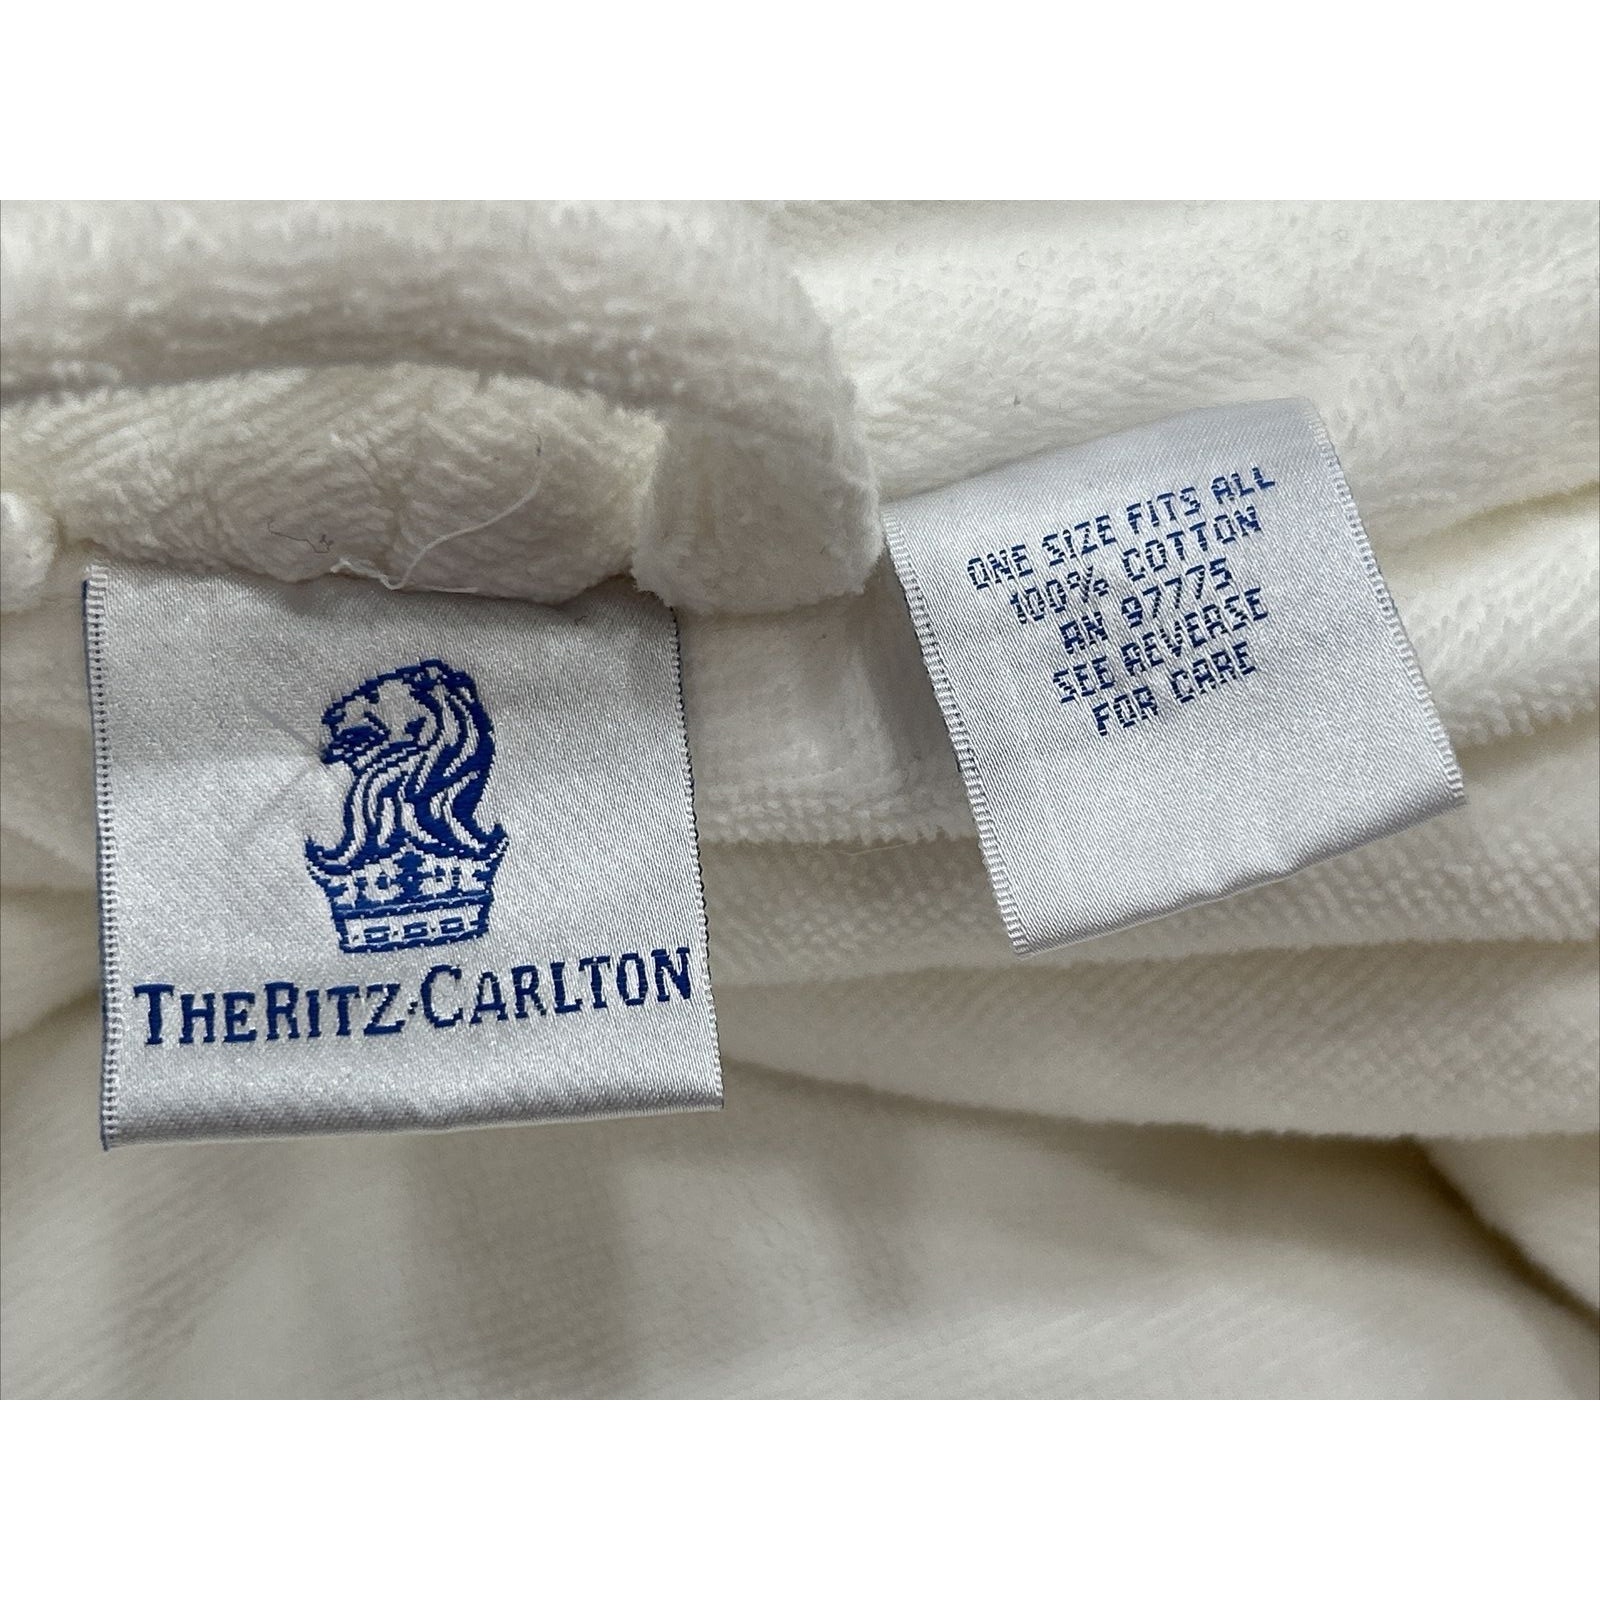 THE RITZ-CARLTON
ONE SIZE FITS ALL
100% COTTON
RN 97775
SEE REVERSE
FOR CARE